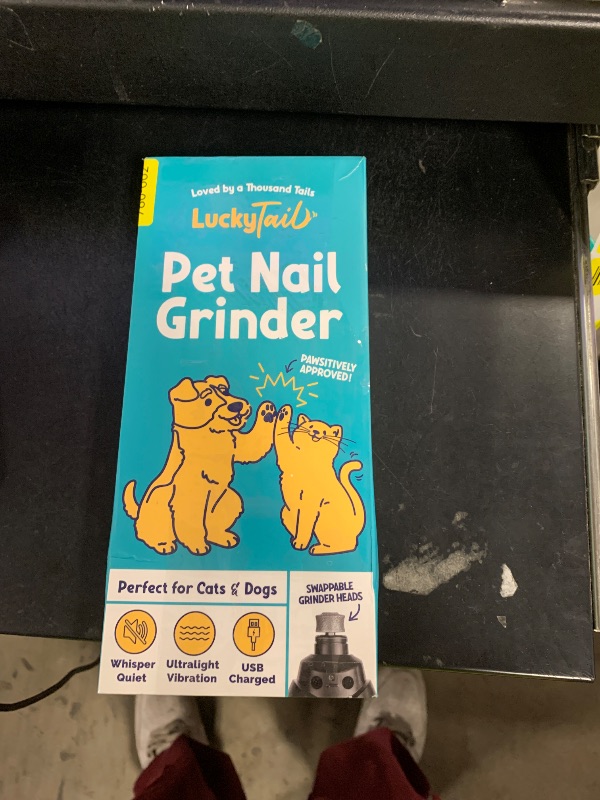 Loved by a Thousand Tails
LuckyTail
Pet Nail
Grinder
PAWSITIVELY
APPROVED!
Perfect for Cats & Dogs
SWAPPABLE
GRINDER HEADS
Whisper
Quiet
Ultralight
Vibration
USB
Charged